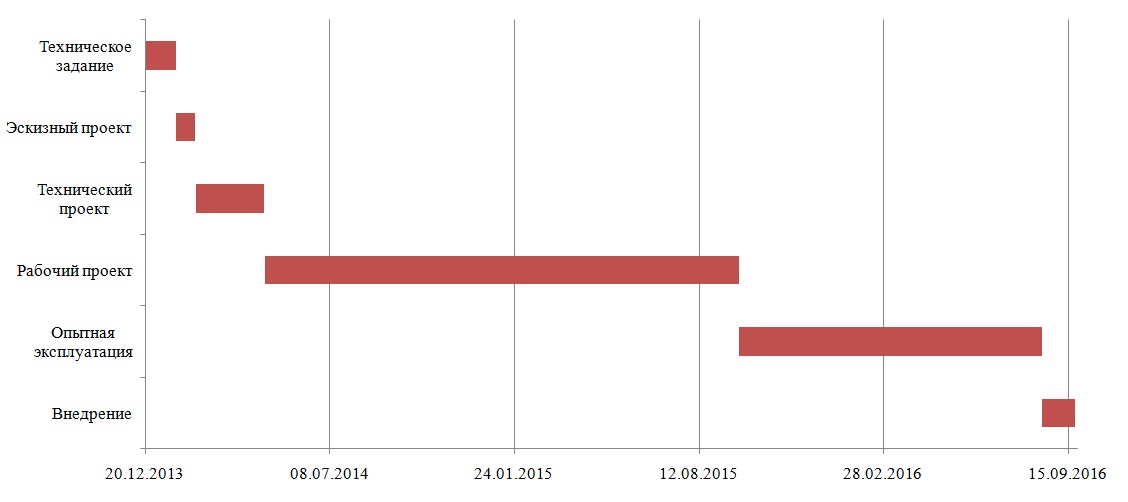 Техническое
задание
Эскизный проект
Технический
проект
Рабочий проект
Опытная
эксплуатация
Внедрение
20.12.2013
08.07.2014
24.01.2015
12.08.2015
28.02.2016
15.09.2016